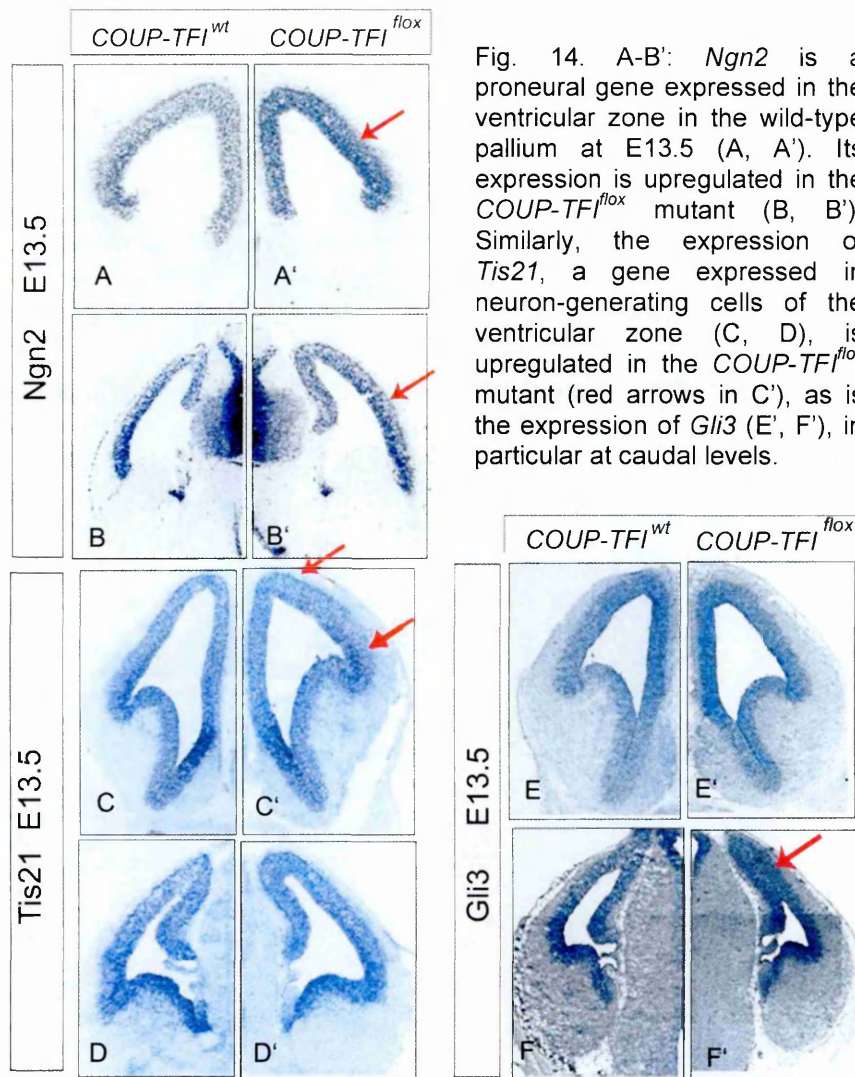 COUP-TFI^wt COUP-TFI^flox
Ngn2 E13.5
A A'
B B'
Tis21 E13.5
C C'
D D'
Fig. 14. A-B': Ngn2 is a
proneural gene expressed in the
ventricular zone in the wild-type
pallium at E13.5 (A, A'). Its
expression is upregulated in the
COUP-TFI^flox mutant (B, B')
Similarly, the expression o
Tis21, a gene expressed in
neuron-generating cells of the
ventricular zone (C, D), is
upregulated in the COUP-TFI^flo
mutant (red arrows in C'), as is
the expression of Gli3 (E', F'), in
particular at caudal levels.
COUP-TFI^wt COUP-TFI^flox
Gli3 E13.5
E E'
F F'